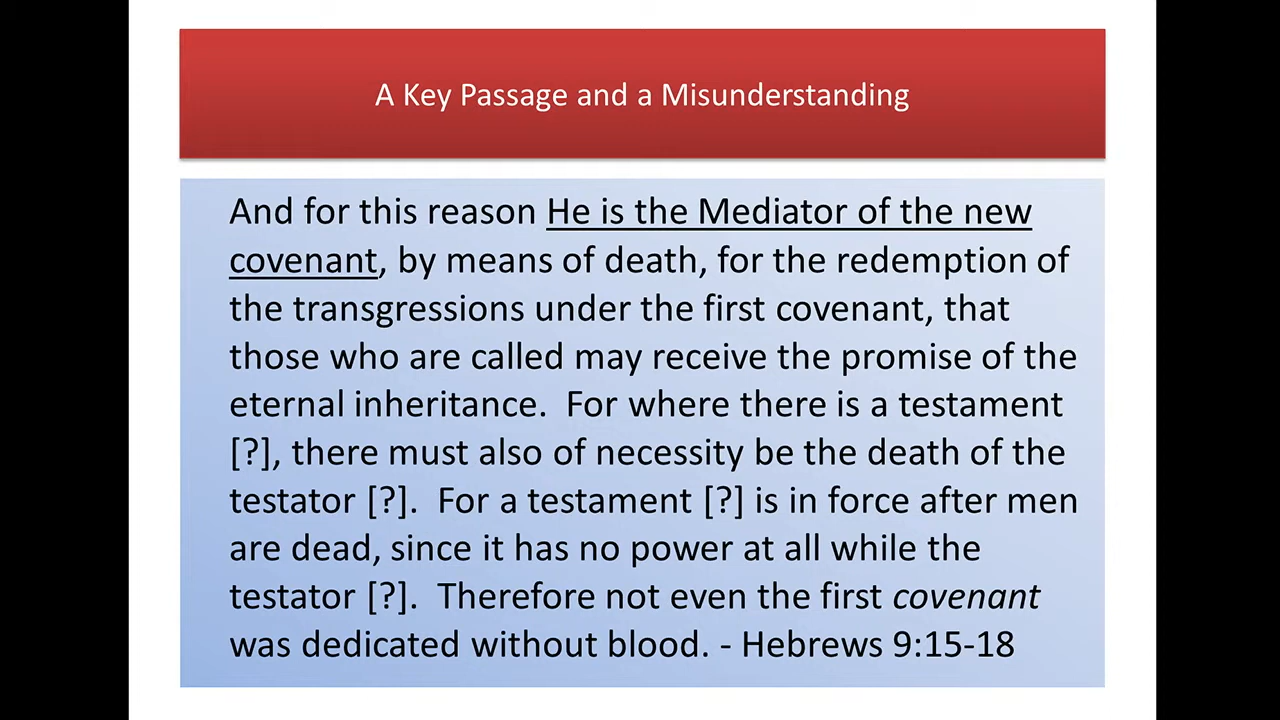 A Key Passage and a Misunderstanding
And for this reason He is the Mediator of the new
covenant, by means of death, for the redemption of
the transgressions under the first covenant, that
those who are called may receive the promise of the
eternal inheritance.  For where there is a testament
[?], there must also of necessity be the death of the
testator [?].  For a testament [?] is in force after men
are dead, since it has no power at all while the
testator [?].  Therefore not even the first covenant
was dedicated without blood. - Hebrews 9:15-18